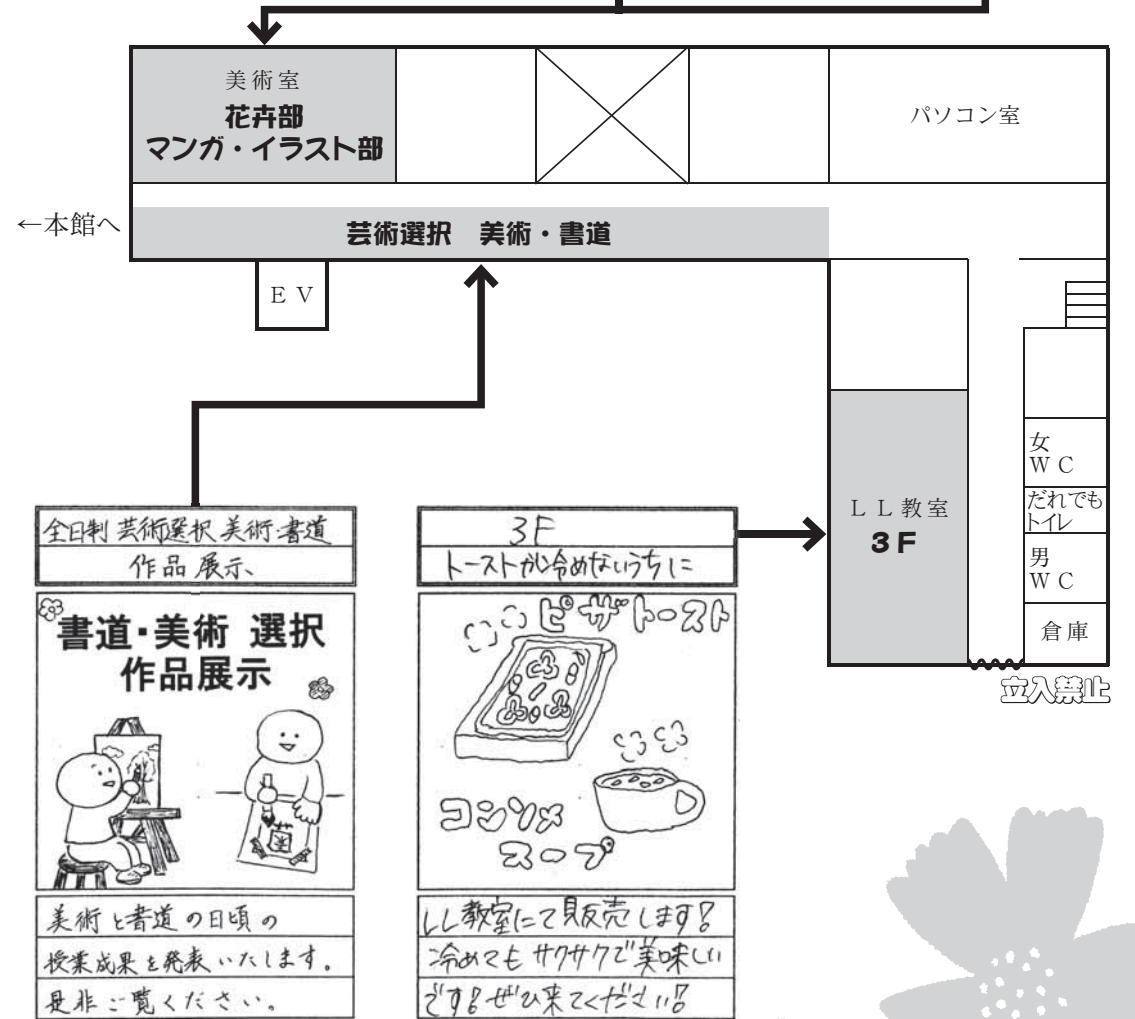 美術室
花卉部
マンガ・イラスト部
パソコン室
←本館へ
芸術選択 美術・書道
EV
女
WC
だれでも
トイレ
男
WC
倉庫
LL教室
3F
立入禁止
全日制 芸術選択 美術・書道
作品展示、
書道・美術 選択
作品展示
美術と書道の日頃の
授業成果を発表いたします。
是非ご覧ください。
3F
トーストが冷めないうちに
ピザトースト
コンソメ
スープ
LL教室にて販売します!
冷めてもサクサクで美味しい
です!ぜひ来てください!